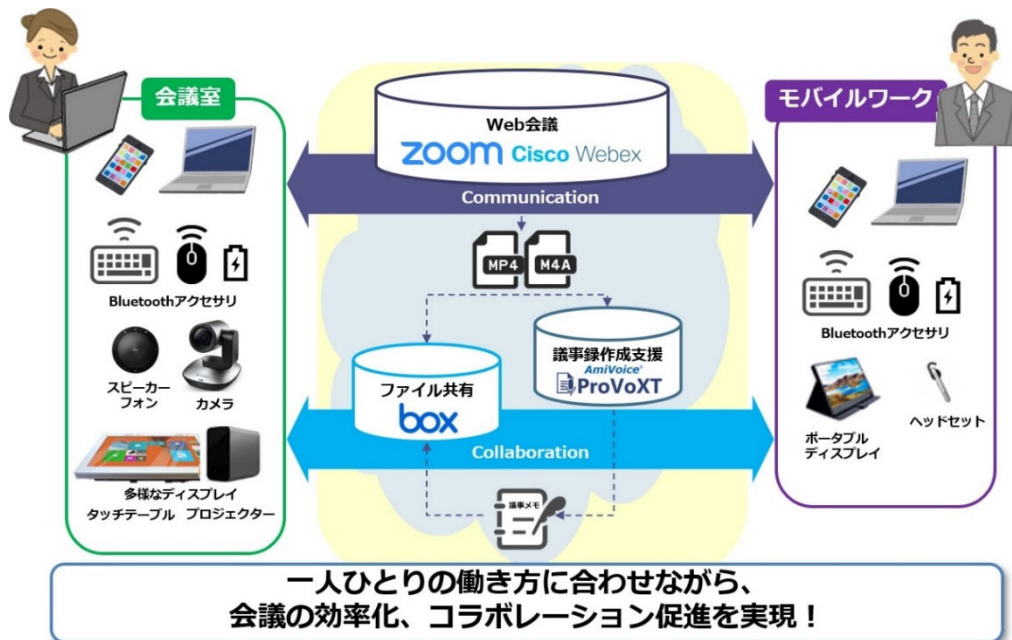 会議室
Bluetoothアクセサリ
スピーカー
フォン
カメラ
多様なディスプレイ
タッチテーブル プロジェクター
Web会議
zoom Cisco Webex
Communication
MP4 M4A
議事録作成支援
AmiVoice®
ProVoXT
ファイル共有
box
Collaboration
議事メモ
モバイルワーク
Bluetoothアクセサリ
ポータブル
ディスプレイ
ヘッドセット
一人ひとりの働き方に合わせながら、
会議の効率化、コラボレーション促進を実現！